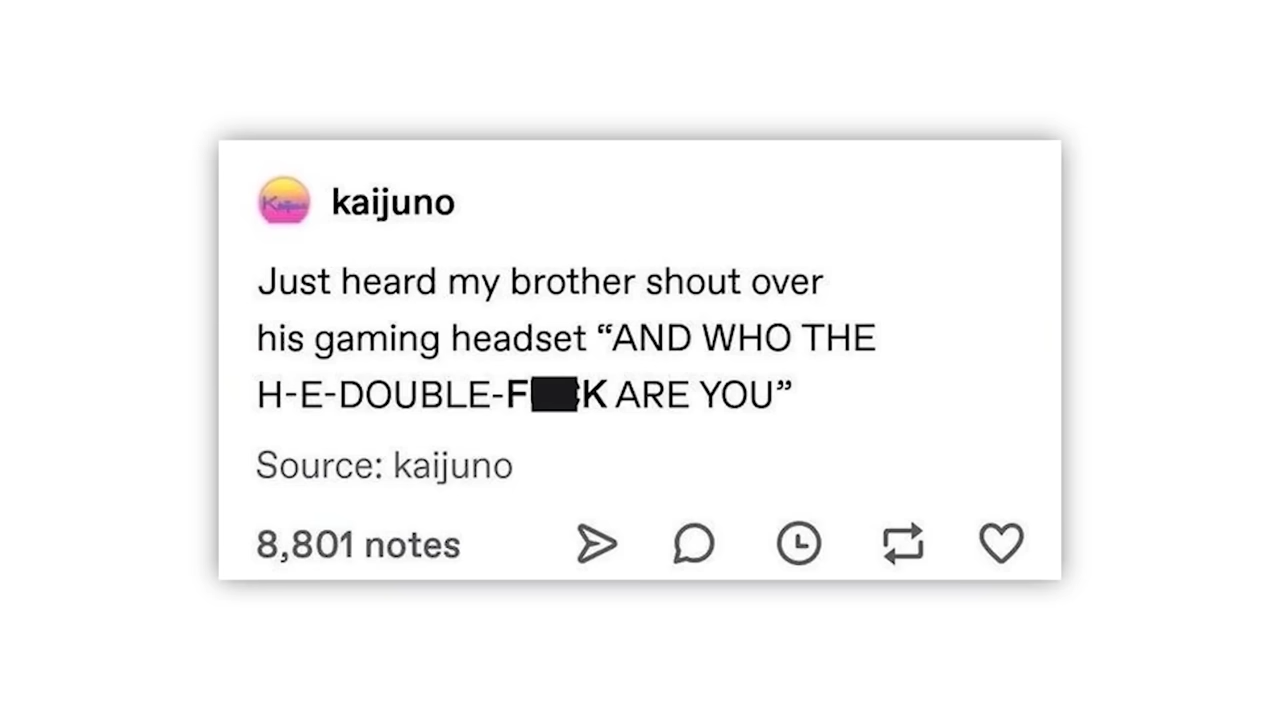 kaijuno
Just heard my brother shout over
his gaming headset “AND WHO THE
H-E-DOUBLE-F█K ARE YOU”
Source: kaijuno
8,801 notes